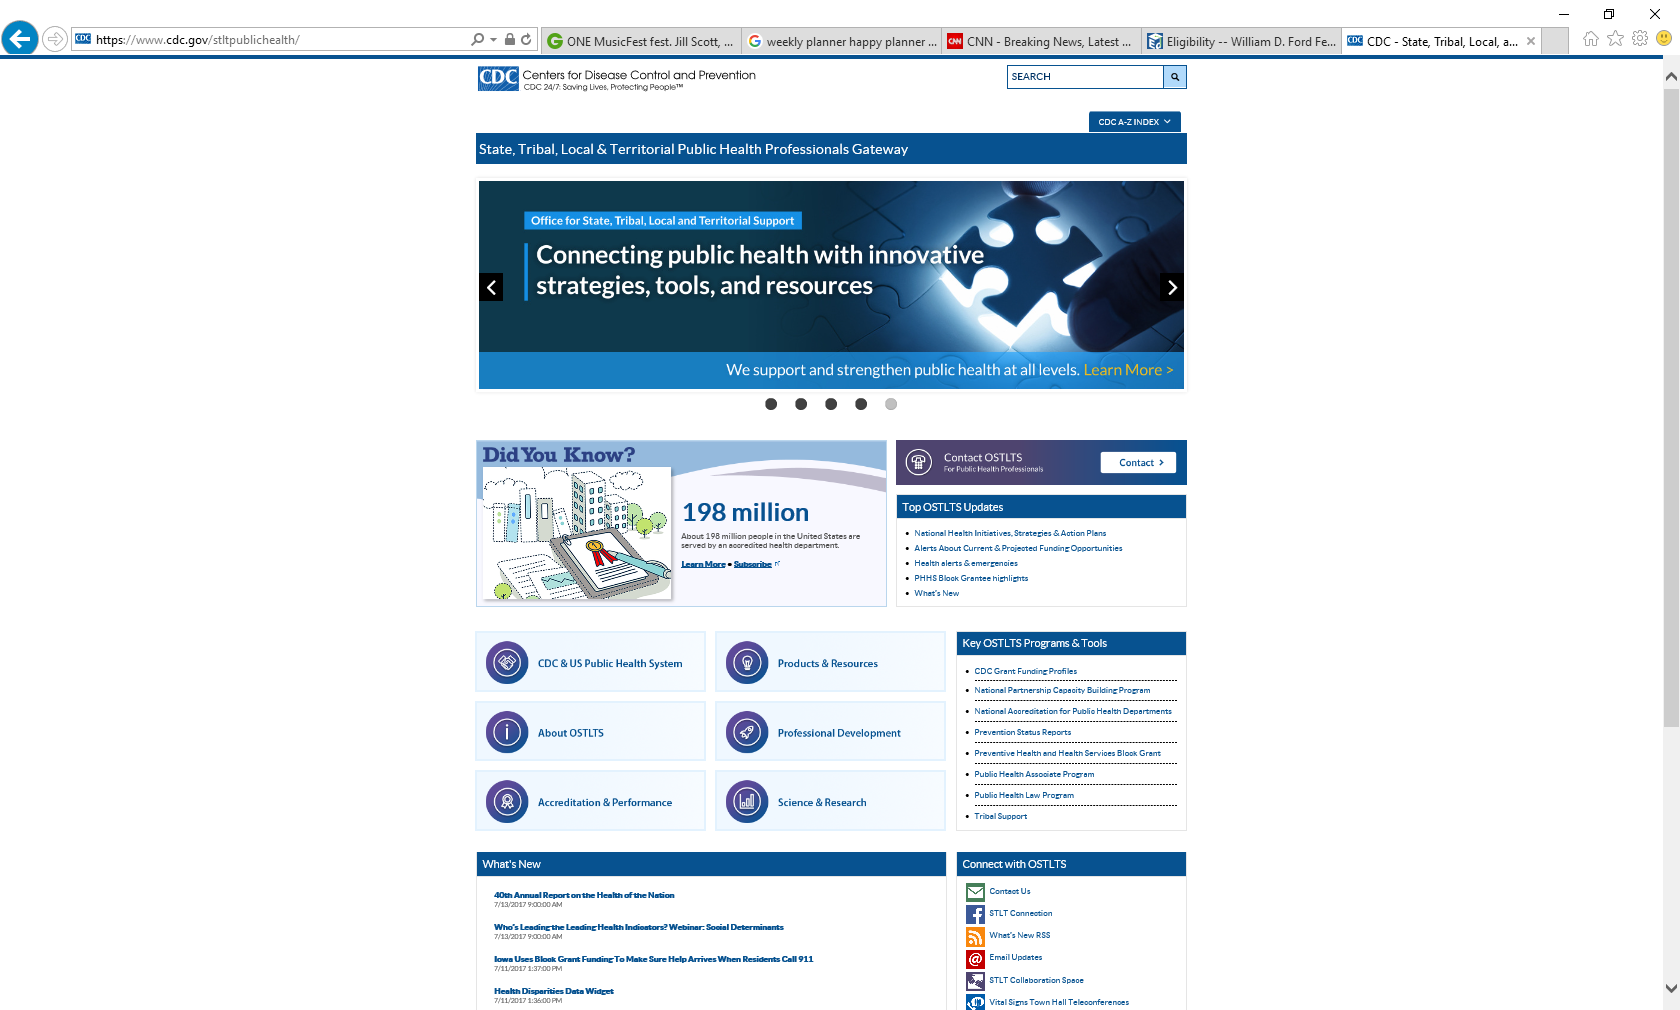 https://www.cdc.gov/stltpublichealth/
ONE MusicFest fest. Jill Scott, ...
weekly planner happy planner ...
CNN - Breaking News, Latest ...
Eligibility -- William D. Ford Fe...
CDC - State, Tribal, Local, a...
CDC Centers for Disease Control and Prevention
CDC 24/7: Saving Lives, Protecting People™
SEARCH
CDC A-Z INDEX
State, Tribal, Local & Territorial Public Health Professionals Gateway
Office for State, Tribal, Local and Territorial Support
Connecting public health with innovative
strategies, tools, and resources
We support and strengthen public health at all levels. Learn More >
Did You Know?
198 million
About 198 million people in the United States are
served by an accredited health department.
Learn More • Subscribe
Contact OSTLTS
For Public Health Professionals
Contact
Top OSTLTS Updates
National Health Initiatives, Strategies & Action Plans
Alerts About Current & Projected Funding Opportunities
Health alerts & emergencies
PHHS Block Grantee highlights
What's New
CDC & US Public Health System
Products & Resources
About OSTLTS
Professional Development
Accreditation & Performance
Science & Research
Key OSTLTS Programs & Tools
CDC Grant Funding Profiles
National Partnership Capacity Building Program
National Accreditation for Public Health Departments
Prevention Status Reports
Preventive Health and Health Services Block Grant
Public Health Associate Program
Public Health Law Program
Tribal Support
What's New
40th Annual Report on the Health of the Nation
7/13/2017 9:00:00 AM
Who's Leading the Leading Health Indicators? Webinar: Social Determinants
7/13/2017 9:00:00 AM
Iowa Uses Block Grant Funding To Make Sure Help Arrives When Residents Call 911
7/11/2017 1:37:00 PM
Health Disparities Data Widget
7/11/2017 1:36:00 PM
Connect with OSTLTS
Contact Us
STLT Connection
What's New RSS
Email Updates
STLT Collaboration Space
Vital Signs Town Hall Teleconferences